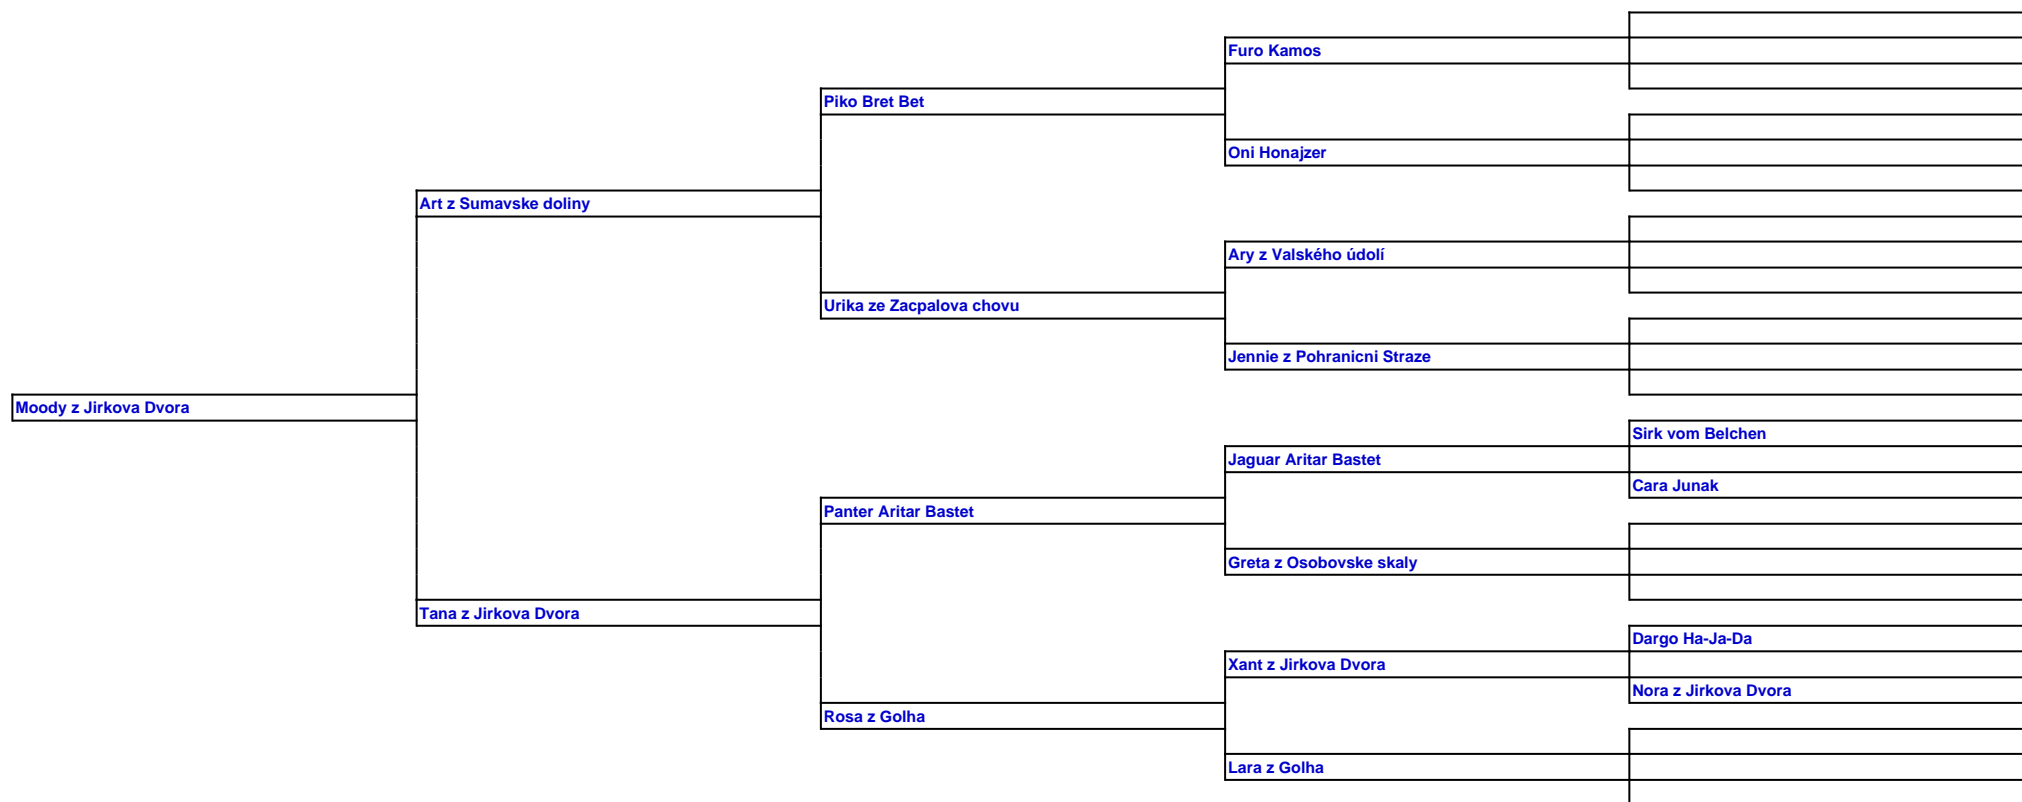 Furo Kamos
Piko Bret Bet
Oni Honajzer
Art z Sumavske doliny
Ary z Valského údolí
Urika ze Zacpalova chovu
Jennie z Pohranicni Straze
Moody z Jirkova Dvora
Sirk vom Belchen
Jaguar Aritar Bastet
Cara Junak
Panter Aritar Bastet
Greta z Osobovske skaly
Tana z Jirkova Dvora
Dargo Ha-Ja-Da
Xant z Jirkova Dvora
Nora z Jirkova Dvora
Rosa z Golha
Lara z Golha